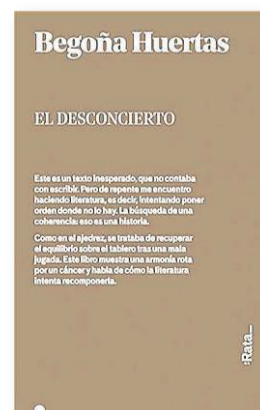 Begoña Huertas
EL DESCONCIERTO
Este es un texto inesperado, que no contaba
con escribir. Pero de repente me encuentro
haciendo literatura, es decir, intentando poner
orden donde no lo hay. La búsqueda de una
coherencia: eso es una historia.
Como en el ajedrez, se trataba de recuperar
el equilibrio sobre el tablero tras una mala
jugada. Este libro muestra una armonía rota
por un cáncer y habla de cómo la literatura
intenta recomponerla.
:Rata_